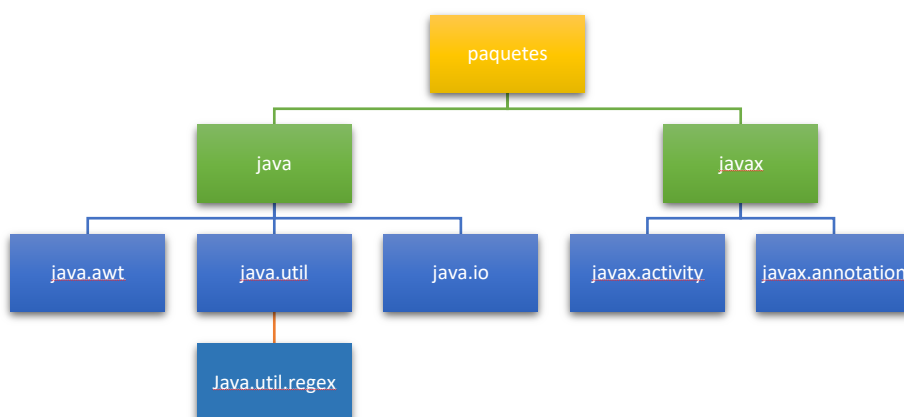 paquetes
java
javax
java.awt
java.util
java.io
javax.activity
javax.annotation
Java.util.regex